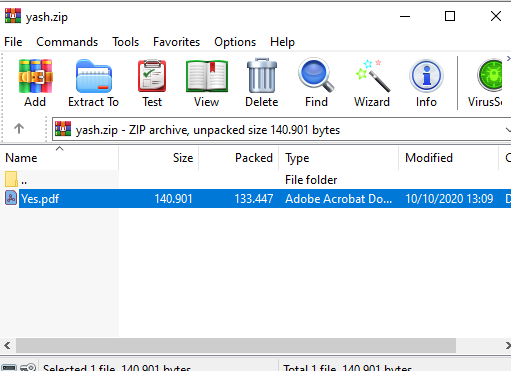 yash.zip
File Commands Tools Favorites Options Help
Add Extract To Test View Delete Find Wizard Info
yash.zip - ZIP archive, unpacked size 140.901 bytes
Name Size Packed Type Modified
.. File folder
Yes.pdf 140.901 133.447 Adobe Acrobat Do... 10/10/2020 13:09
Selected 1 file, 140.901 bytes Total 1 file, 140.901 bytes